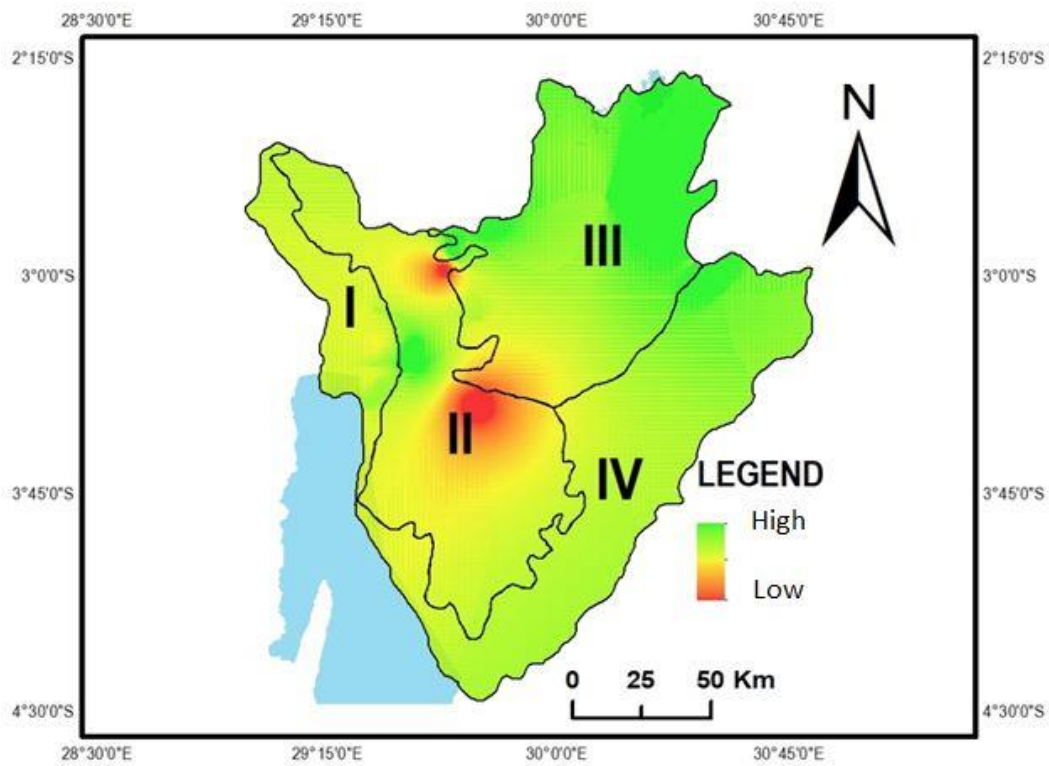 28°30'0"E 29°15'0"E 30°0'0"E 30°45'0"E
2°15'0"S 2°15'0"S
N
III
3°0'0"S 3°0'0"S
I
II
IV
LEGEND
3°45'0"S 3°45'0"S
High
Low
0 25 50 Km
4°30'0"S 4°30'0"S
28°30'0"E 29°15'0"E 30°0'0"E 30°45'0"E